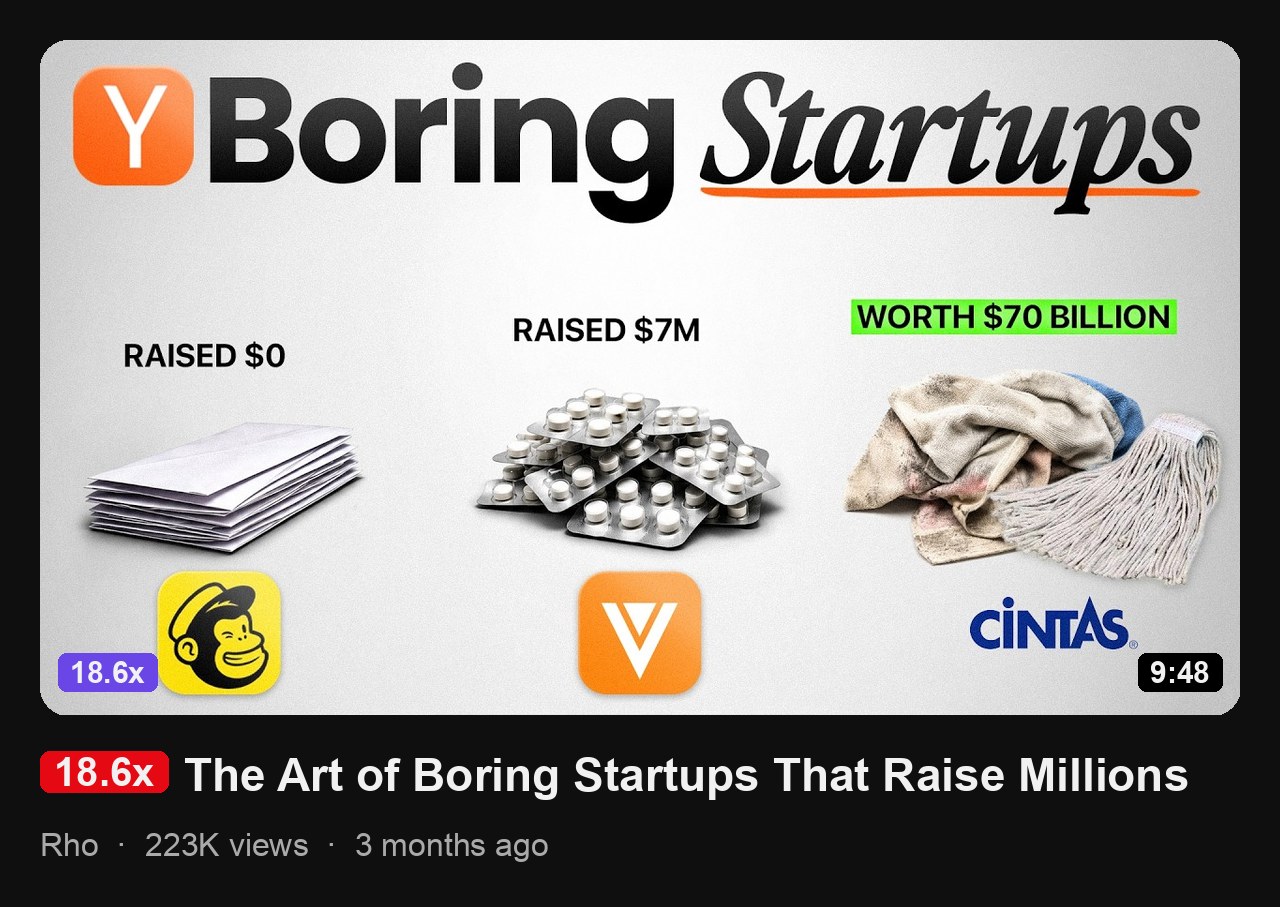 Y Boring Startups
WORTH $70 BILLION
RAISED $7M
RAISED $0
CINTAS®
18.6x
9:48
18.6x The Art of Boring Startups That Raise Millions
Rho · 223K views · 3 months ago